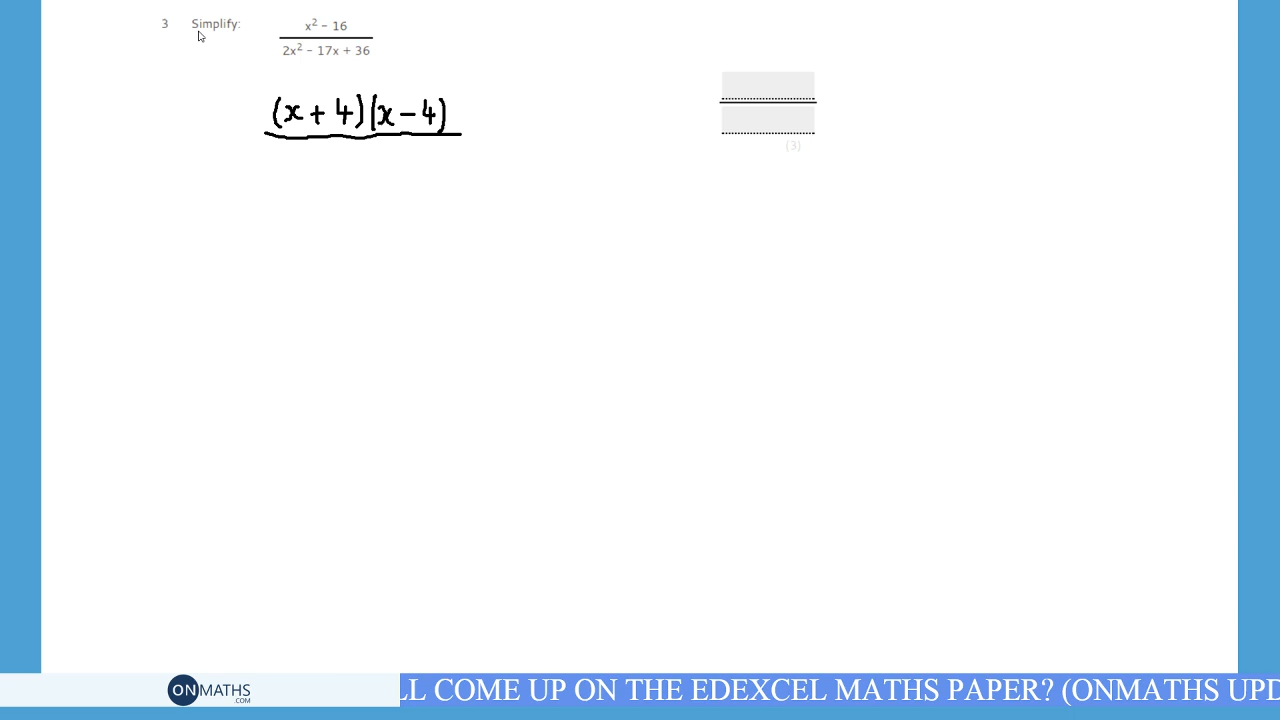 3 Simplify: x² – 16
2x² – 17x + 36
(x + 4)(x – 4)
(3)
ONMATHS
.COM
LL COME UP ON THE EDEXCEL MATHS PAPER? (ONMATHS UPD